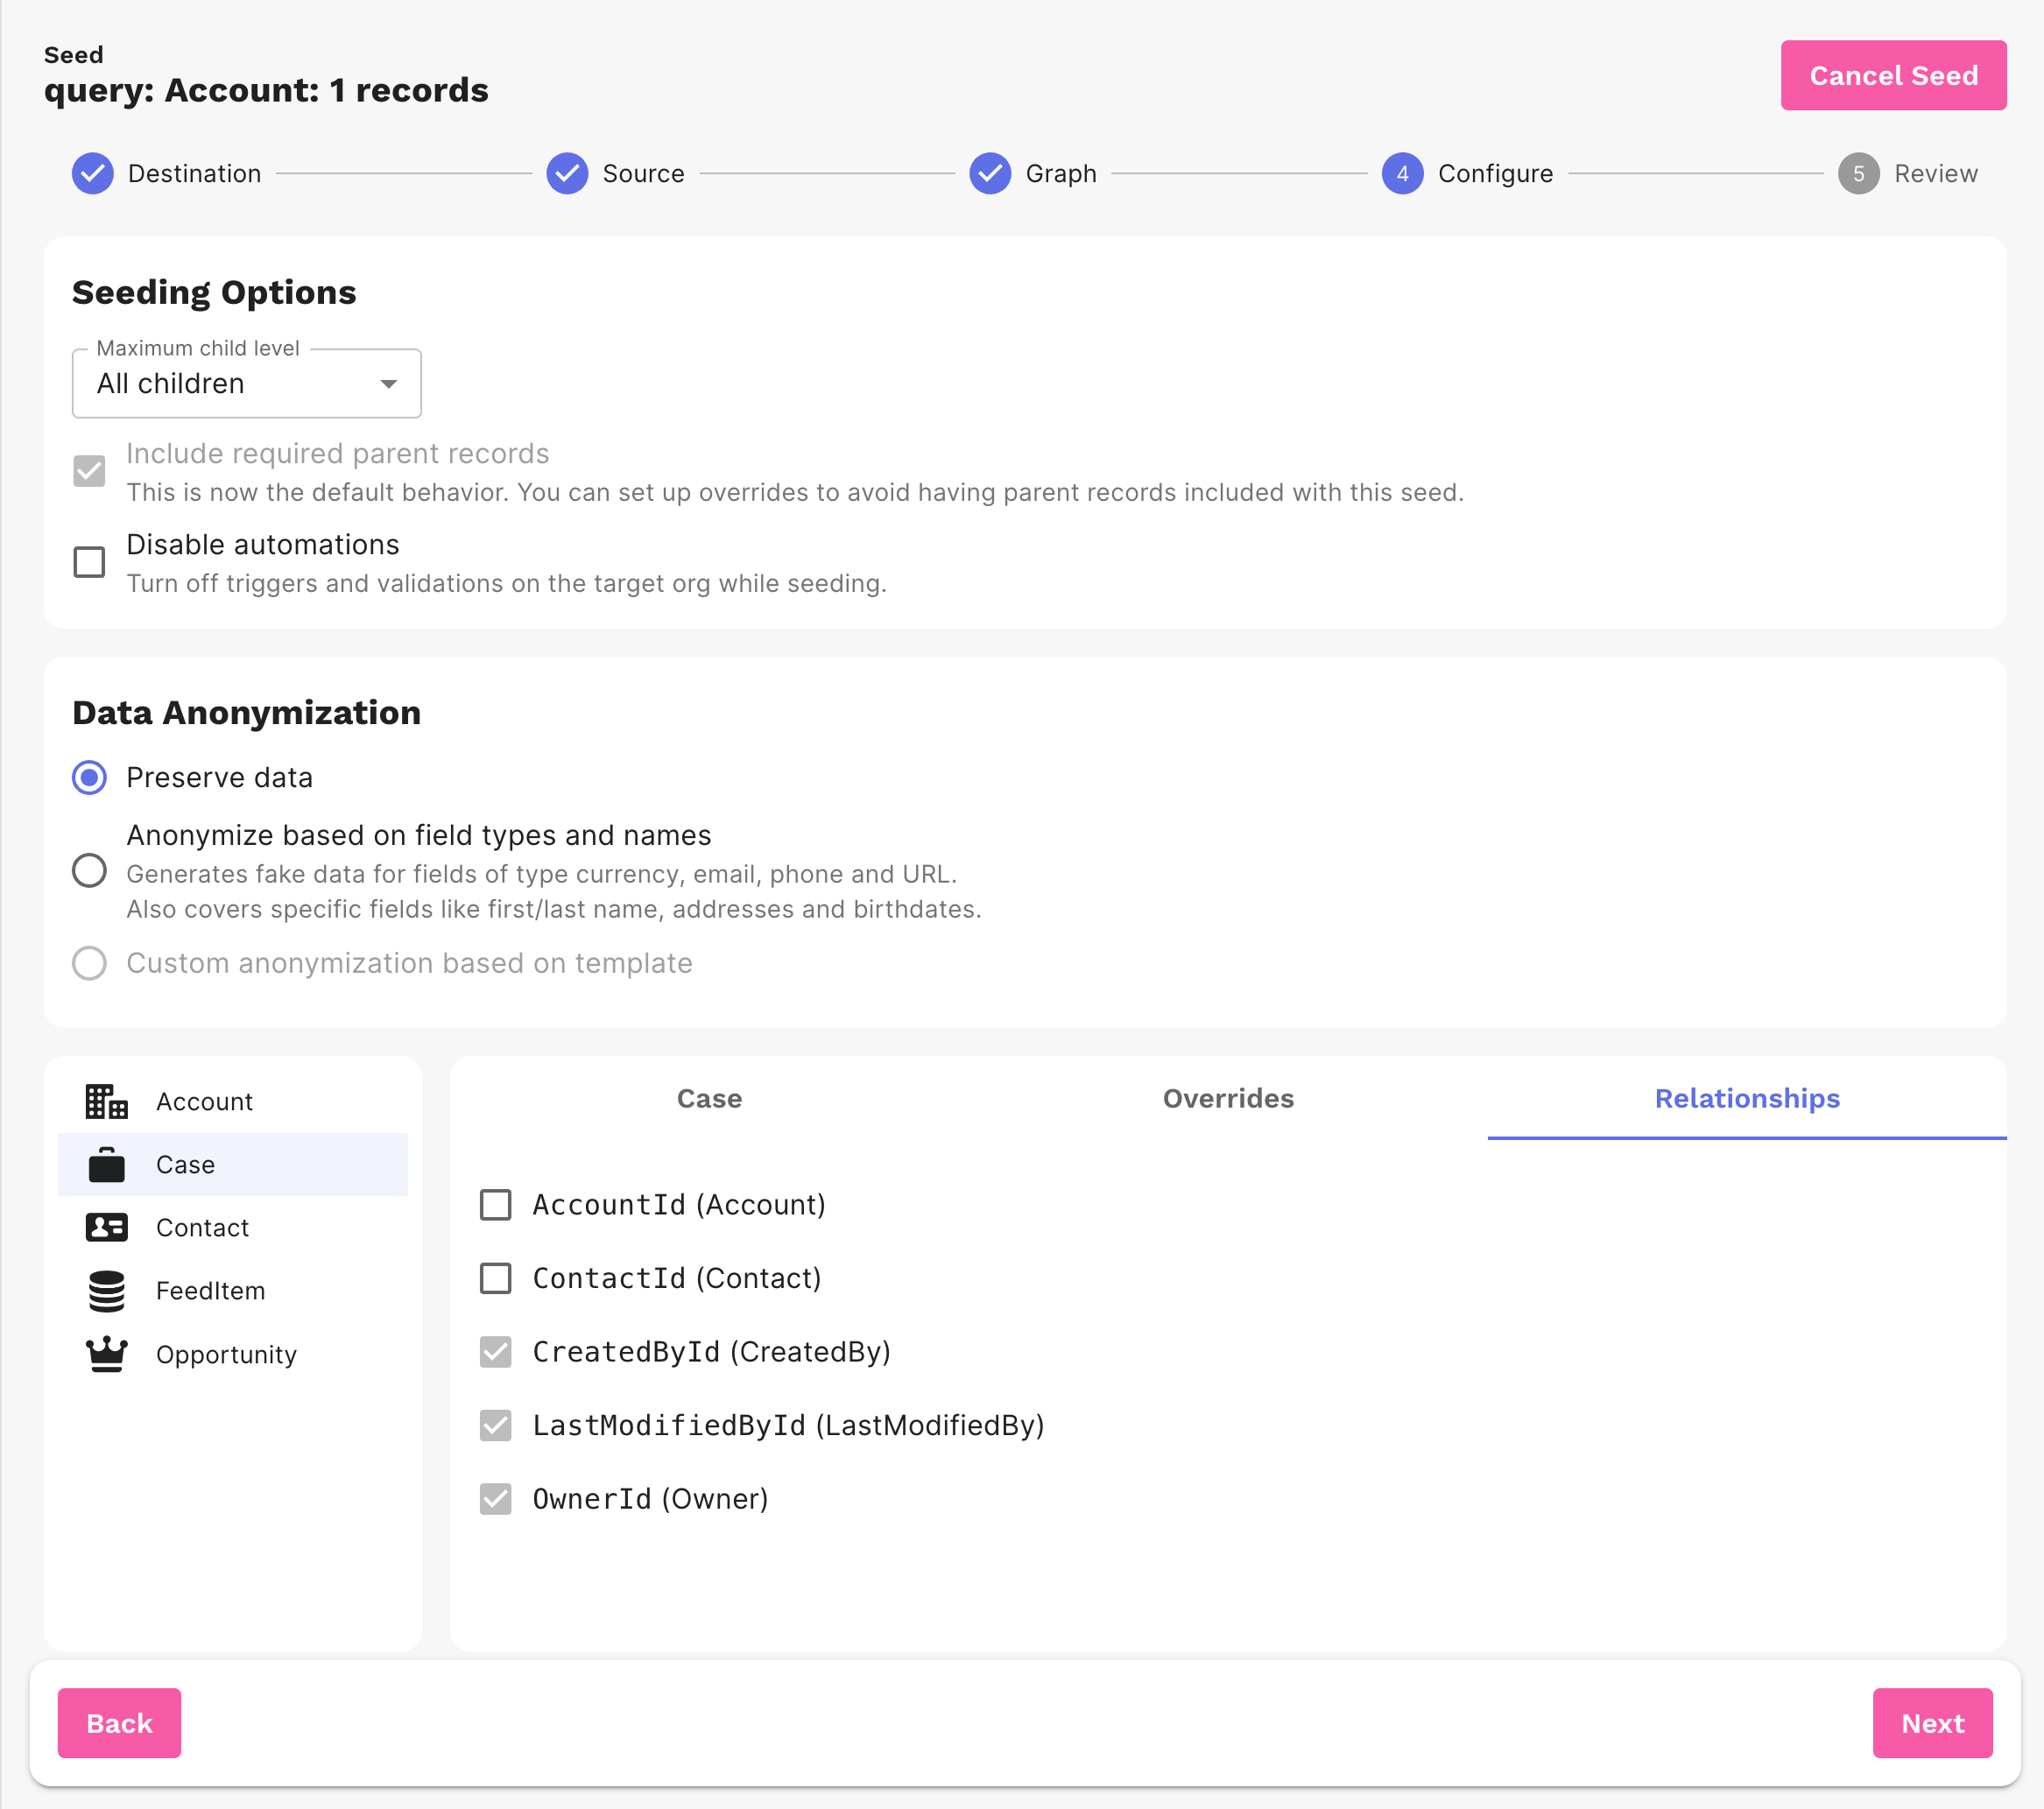 Seed
query: Account: 1 records
Cancel Seed
Destination
Source
Graph
4 Configure
5 Review
Seeding Options
Maximum child level
All children
Include required parent records
This is now the default behavior. You can set up overrides to avoid having parent records included with this seed.
Disable automations
Turn off triggers and validations on the target org while seeding.
Data Anonymization
Preserve data
Anonymize based on field types and names
Generates fake data for fields of type currency, email, phone and URL.
Also covers specific fields like first/last name, addresses and birthdates.
Custom anonymization based on template
Account
Case
Contact
FeedItem
Opportunity
Case
Overrides
Relationships
AccountId (Account)
ContactId (Contact)
CreatedById (CreatedBy)
LastModifiedById (LastModifiedBy)
OwnerId (Owner)
Back
Next